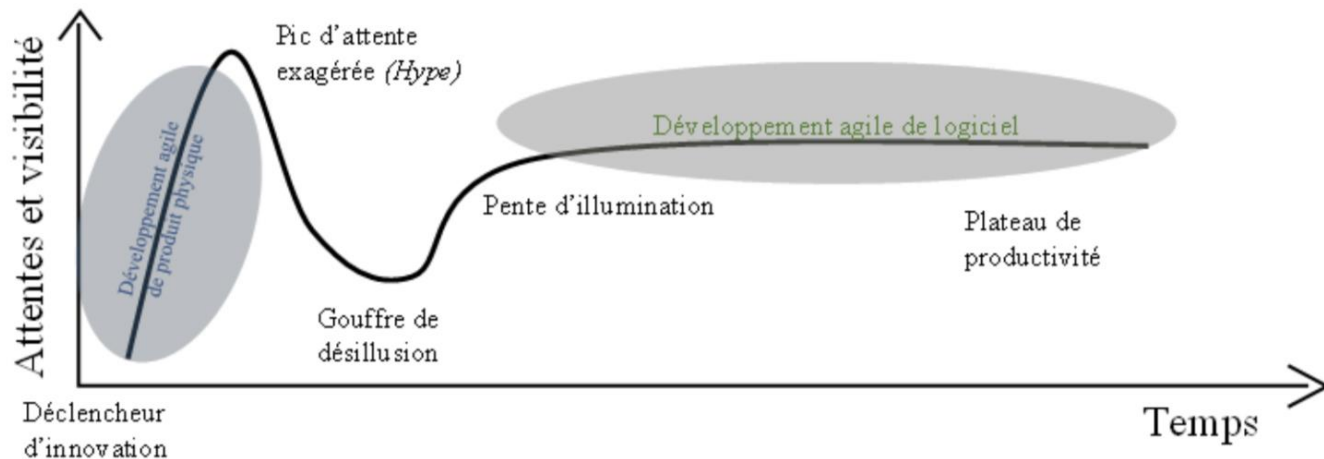 Attentes et visibilité
Pic d'attente
exagérée (Hype)
Développement agile
de produit physique
Développement agile de logiciel
Pente d'illumination
Plateau de
productivité
Gouffre de
désillusion
Déclencheur
d'innovation
Temps